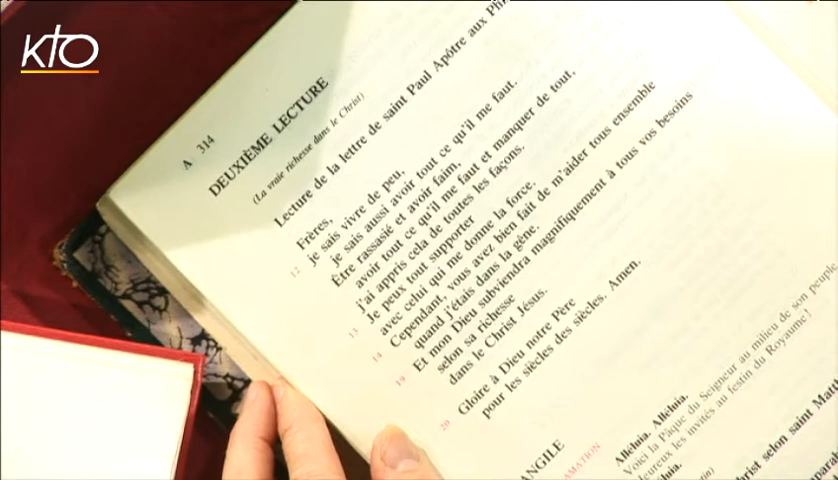 KTO
A 314
DEUXIÈME LECTURE
(La vraie richesse dans le Christ)
Lecture de la lettre de saint Paul Apôtre aux
Frères,
12 je sais vivre de peu,
je sais aussi avoir tout ce qu'il me faut.
Être rassasié et avoir faim,
avoir tout ce qu'il me faut et manquer de tout,
j'ai appris cela de toutes les façons.
13 Je peux tout supporter
avec celui qui me donne la force.
14 Cependant, vous avez bien fait de m'aider tous ensemble
quand j'étais dans la gêne.
19 Et mon Dieu subviendra magnifiquement à tous vos besoins
selon sa richesse
dans le Christ Jésus.
20 Gloire à Dieu notre Père
pour les siècles des siècles. Amen.
ANGILE
AMATION
Alléluia. Alléluia.
Voici la Pâque du Seigneur au milieu de son peuple
eureux les invités au festin du Royaume !
luia.
hrist selon saint Matt